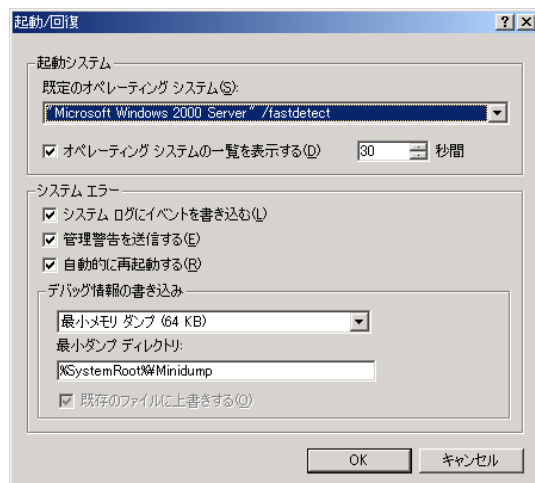 起動/回復
起動システム
既定のオペレーティング システム(S):
"Microsoft Windows 2000 Server" /fastdetect
オペレーティング システムの一覧を表示する(D) 30 秒間
システム エラー
システム ログにイベントを書き込む(L)
管理警告を送信する(E)
自動的に再起動する(R)
デバッグ情報の書き込み
最小メモリ ダンプ (64 KB)
最小ダンプ ディレクトリ:
%SystemRoot%¥Minidump
既存のファイルに上書きする(O)
OK キャンセル